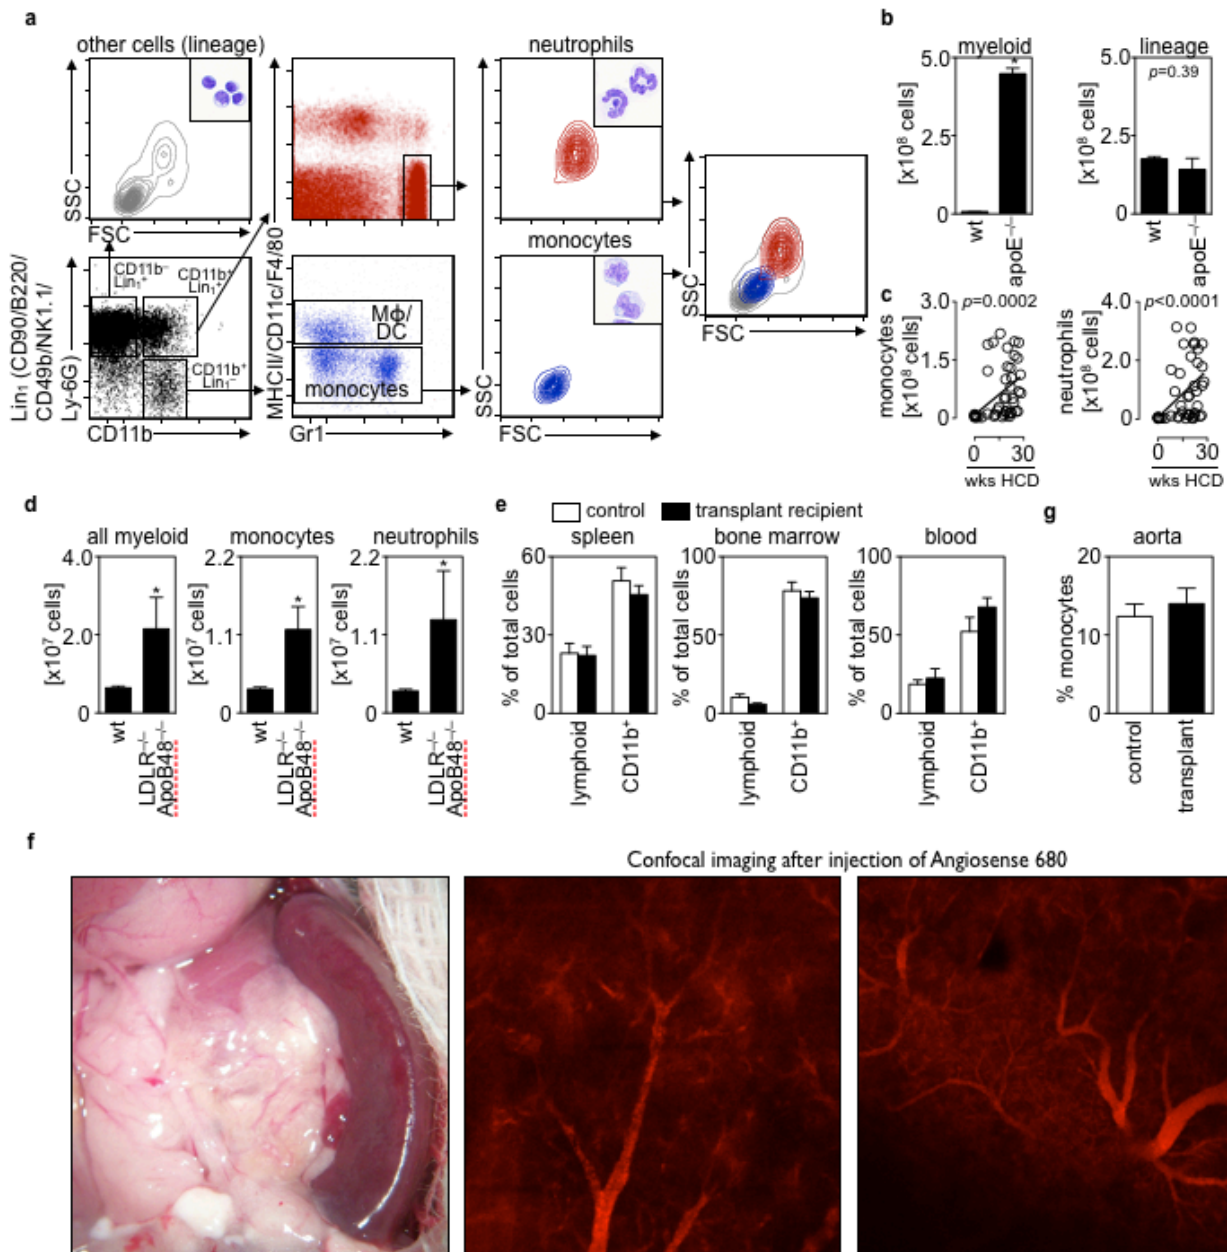 a
other cells (lineage)
neutrophils
SSC
FSC
SSC
monocytes
SSC
FSC
SSC
FSC
Lin₁ (CD90/B220/
CD49b/NK1.1/
Ly-6G)
CD11b⁻
Lin₁⁺
CD11b⁺
Lin₁⁺
CD11b⁺
Lin₁⁻
CD11b
MHCII/CD11c/F4/80
Mϕ/
DC
monocytes
Gr1
b
myeloid
lineage
[x10⁸ cells]
5.0
2.5
0
*
wt
apoE⁻/⁻
[x10⁸ cells]
5.0
2.5
0
p=0.39
wt
apoE⁻/⁻
c
monocytes
[x10⁸ cells]
3.0
1.5
0
p=0.0002
0 30
wks HCD
neutrophils
[x10⁸ cells]
4.0
2.0
0
p<0.0001
0 30
wks HCD
d
all myeloid
monocytes
neutrophils
[x10⁷ cells]
4.0
2.0
0
*
wt
LDLR⁻/⁻
ApoB48⁻/⁻
[x10⁷ cells]
2.2
1.1
0
*
wt
LDLR⁻/⁻
ApoB48⁻/⁻
[x10⁷ cells]
2.2
1.1
0
*
wt
LDLR⁻/⁻
ApoB48⁻/⁻
e
control
transplant recipient
spleen
bone marrow
blood
% of total cells
60
30
0
lymphoid
CD11b⁺
% of total cells
100
50
0
lymphoid
CD11b⁺
% of total cells
100
50
0
lymphoid
CD11b⁺
g
aorta
% monocytes
20
10
0
control
transplant
f
Confocal imaging after injection of Angiosense 680